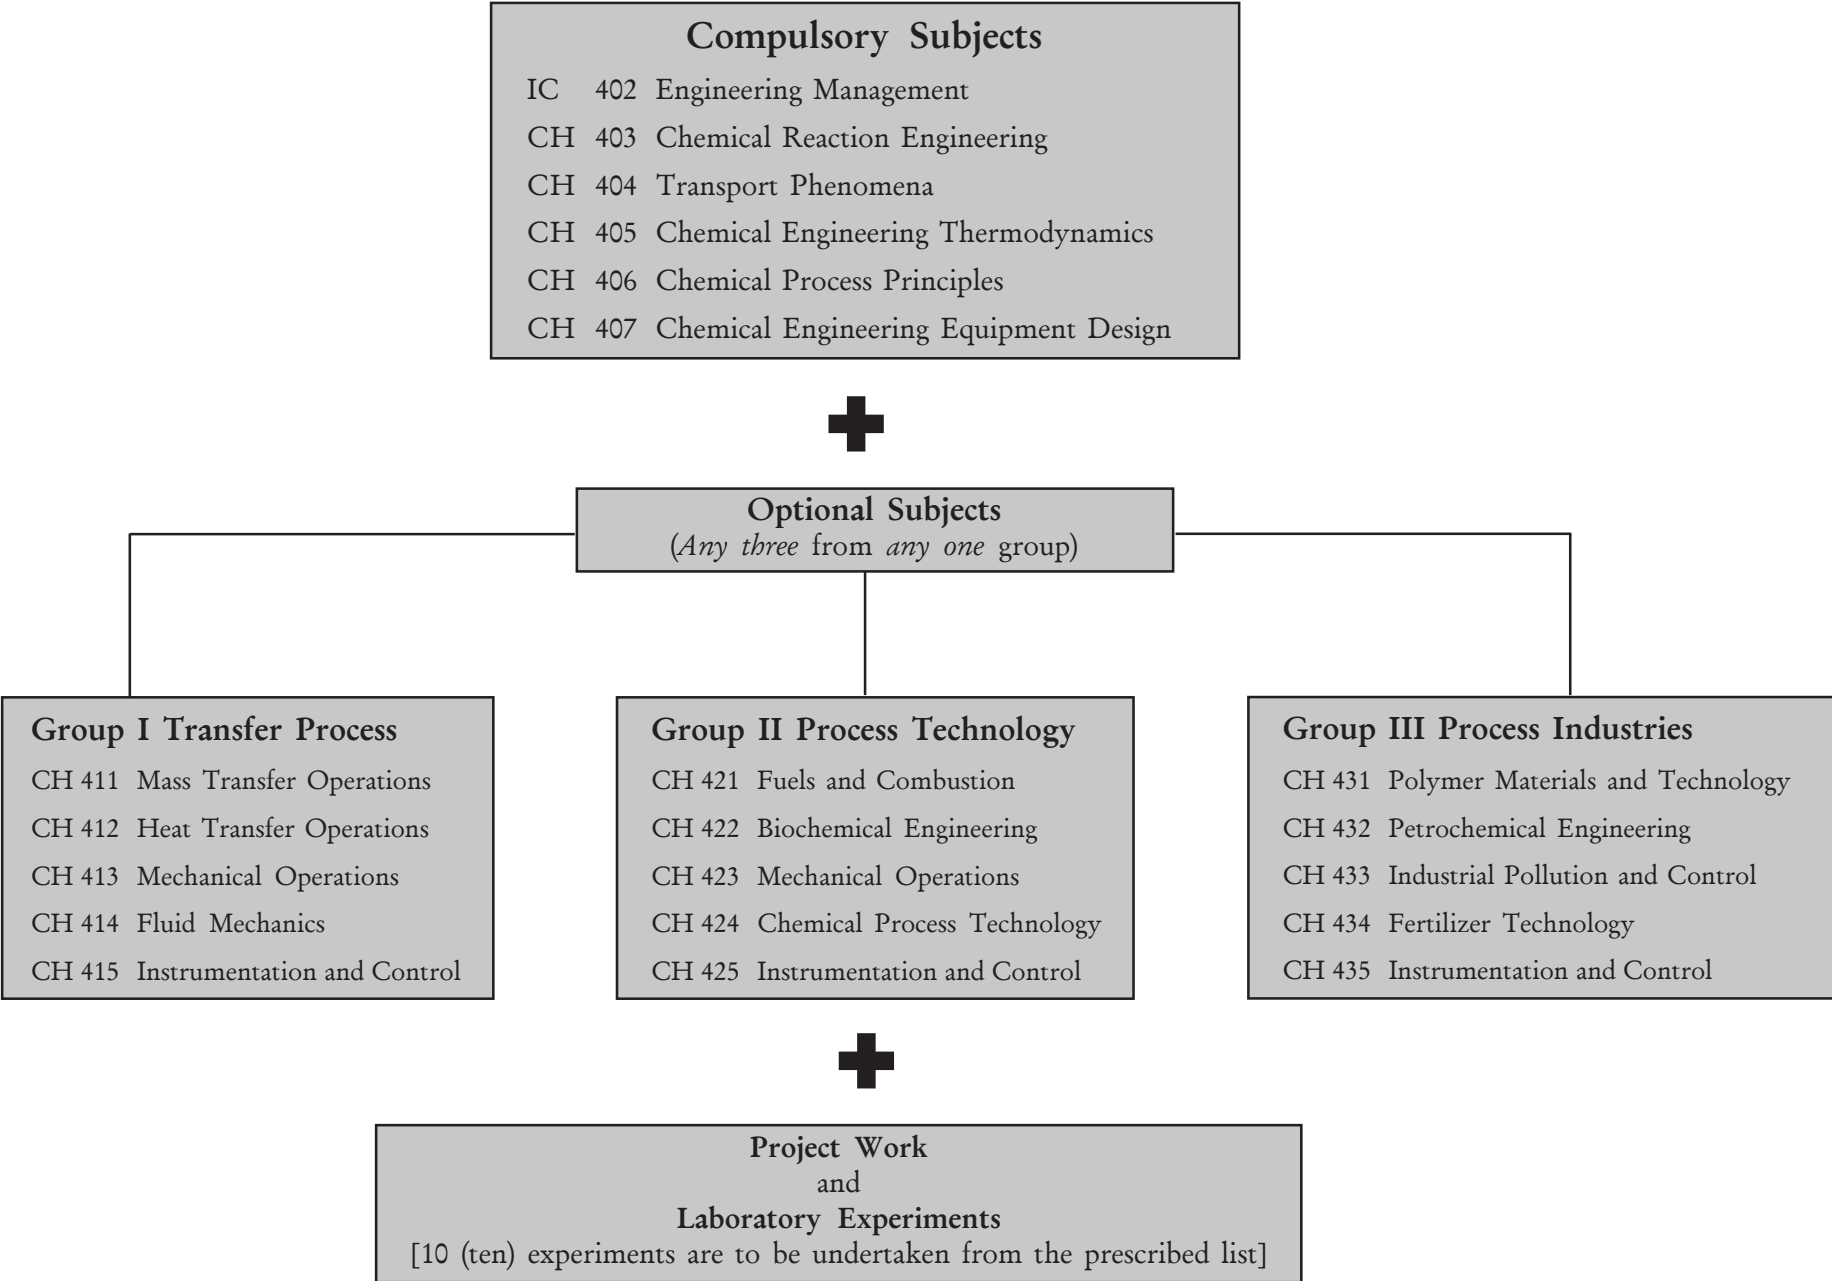 Compulsory Subjects
IC 402 Engineering Management
CH 403 Chemical Reaction Engineering
CH 404 Transport Phenomena
CH 405 Chemical Engineering Thermodynamics
CH 406 Chemical Process Principles
CH 407 Chemical Engineering Equipment Design
Optional Subjects
(Any three from any one group)
Group I Transfer Process
CH 411 Mass Transfer Operations
CH 412 Heat Transfer Operations
CH 413 Mechanical Operations
CH 414 Fluid Mechanics
CH 415 Instrumentation and Control
Group II Process Technology
CH 421 Fuels and Combustion
CH 422 Biochemical Engineering
CH 423 Mechanical Operations
CH 424 Chemical Process Technology
CH 425 Instrumentation and Control
Group III Process Industries
CH 431 Polymer Materials and Technology
CH 432 Petrochemical Engineering
CH 433 Industrial Pollution and Control
CH 434 Fertilizer Technology
CH 435 Instrumentation and Control
Project Work
and
Laboratory Experiments
[10 (ten) experiments are to be undertaken from the prescribed list]